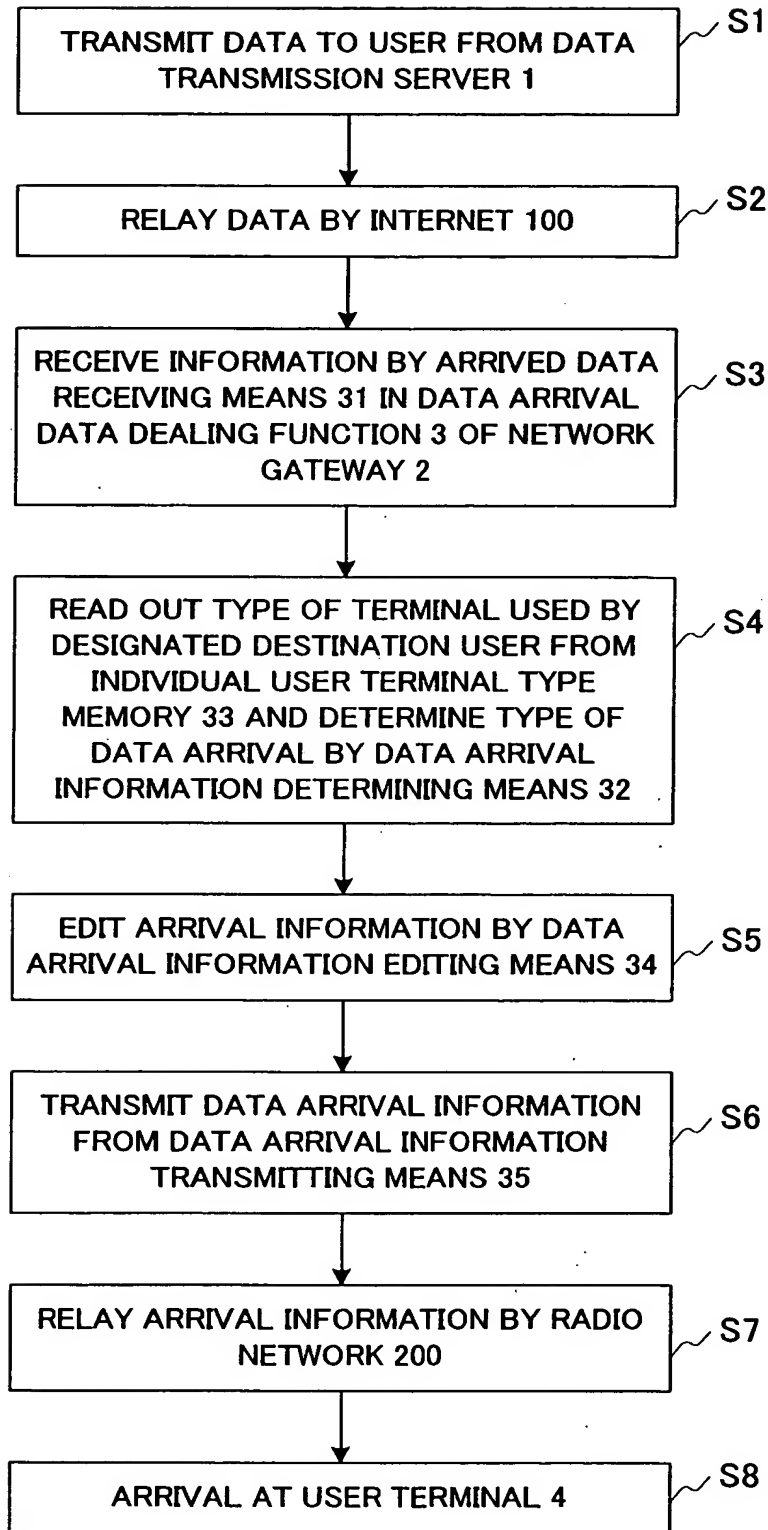 TRANSMIT DATA TO USER FROM DATA
TRANSMISSION SERVER 1
S1
RELAY DATA BY INTERNET 100
S2
RECEIVE INFORMATION BY ARRIVED DATA
RECEIVING MEANS 31 IN DATA ARRIVAL
DATA DEALING FUNCTION 3 OF NETWORK
GATEWAY 2
S3
READ OUT TYPE OF TERMINAL USED BY
DESIGNATED DESTINATION USER FROM
INDIVIDUAL USER TERMINAL TYPE
MEMORY 33 AND DETERMINE TYPE OF
DATA ARRIVAL BY DATA ARRIVAL
INFORMATION DETERMINING MEANS 32
S4
EDIT ARRIVAL INFORMATION BY DATA
ARRIVAL INFORMATION EDITING MEANS 34
S5
TRANSMIT DATA ARRIVAL INFORMATION
FROM DATA ARRIVAL INFORMATION
TRANSMITTING MEANS 35
S6
RELAY ARRIVAL INFORMATION BY RADIO
NETWORK 200
S7
ARRIVAL AT USER TERMINAL 4
S8